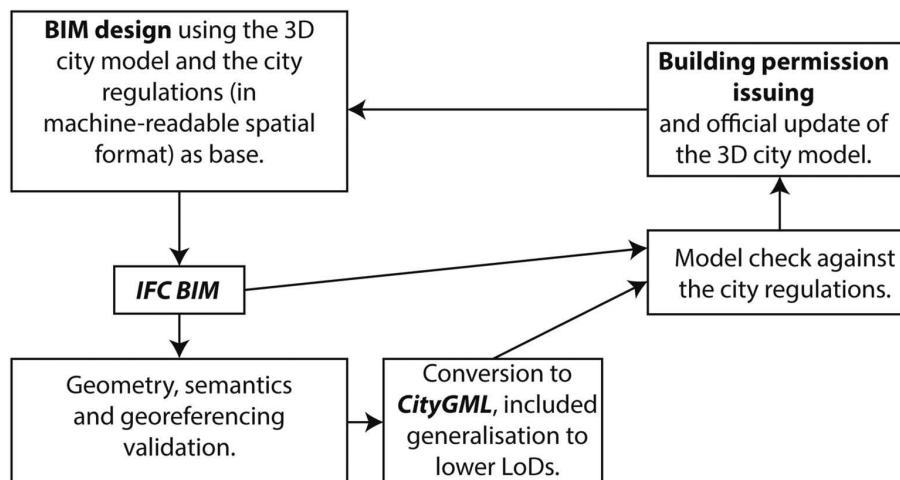 BIM design using the 3D
city model and the city
regulations (in
machine-readable spatial
format) as base.
Building permission
issuing
and official update of
the 3D city model.
IFC BIM
Model check against
the city regulations.
Geometry, semantics
and georeferencing
validation.
Conversion to
CityGML, included
generalisation to
lower LoDs.